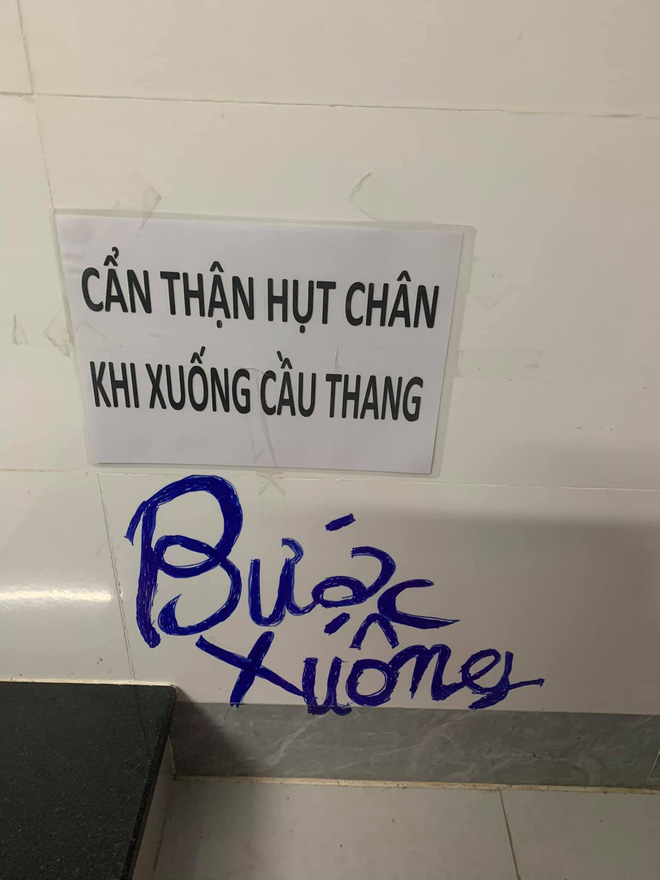 CẨN THẬN HỤT CHÂN
KHI XUỐNG CẦU THANG
Bước
xuống